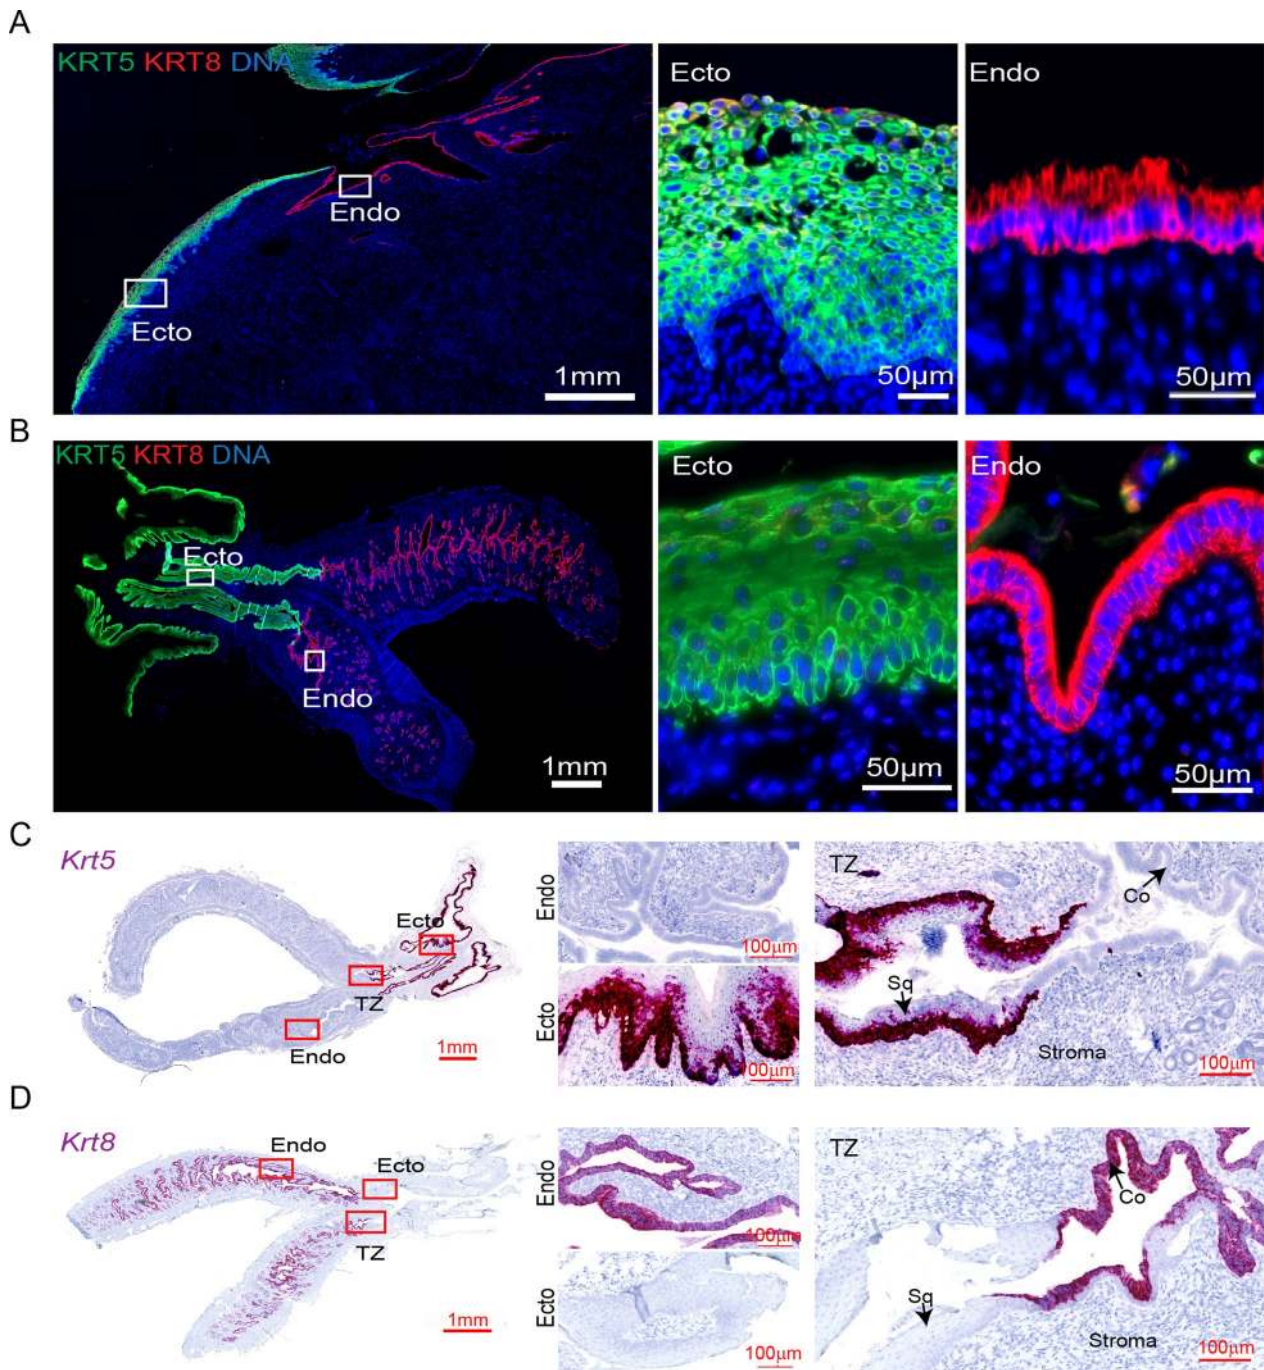 A
KRT5 KRT8 DNA
Endo
Ecto
1mm
Ecto
50µm
Endo
50µm
B
KRT5 KRT8 DNA
Ecto
Endo
1mm
Ecto
50µm
Endo
50µm
C
Krt5
Ecto
TZ
Endo
1mm
Endo
100µm
Ecto
100µm
TZ
Co
Sq
Stroma
100µm
D
Krt8
Endo
Ecto
TZ
1mm
Endo
100µm
Ecto
100µm
TZ
Co
Sq
Stroma
100µm